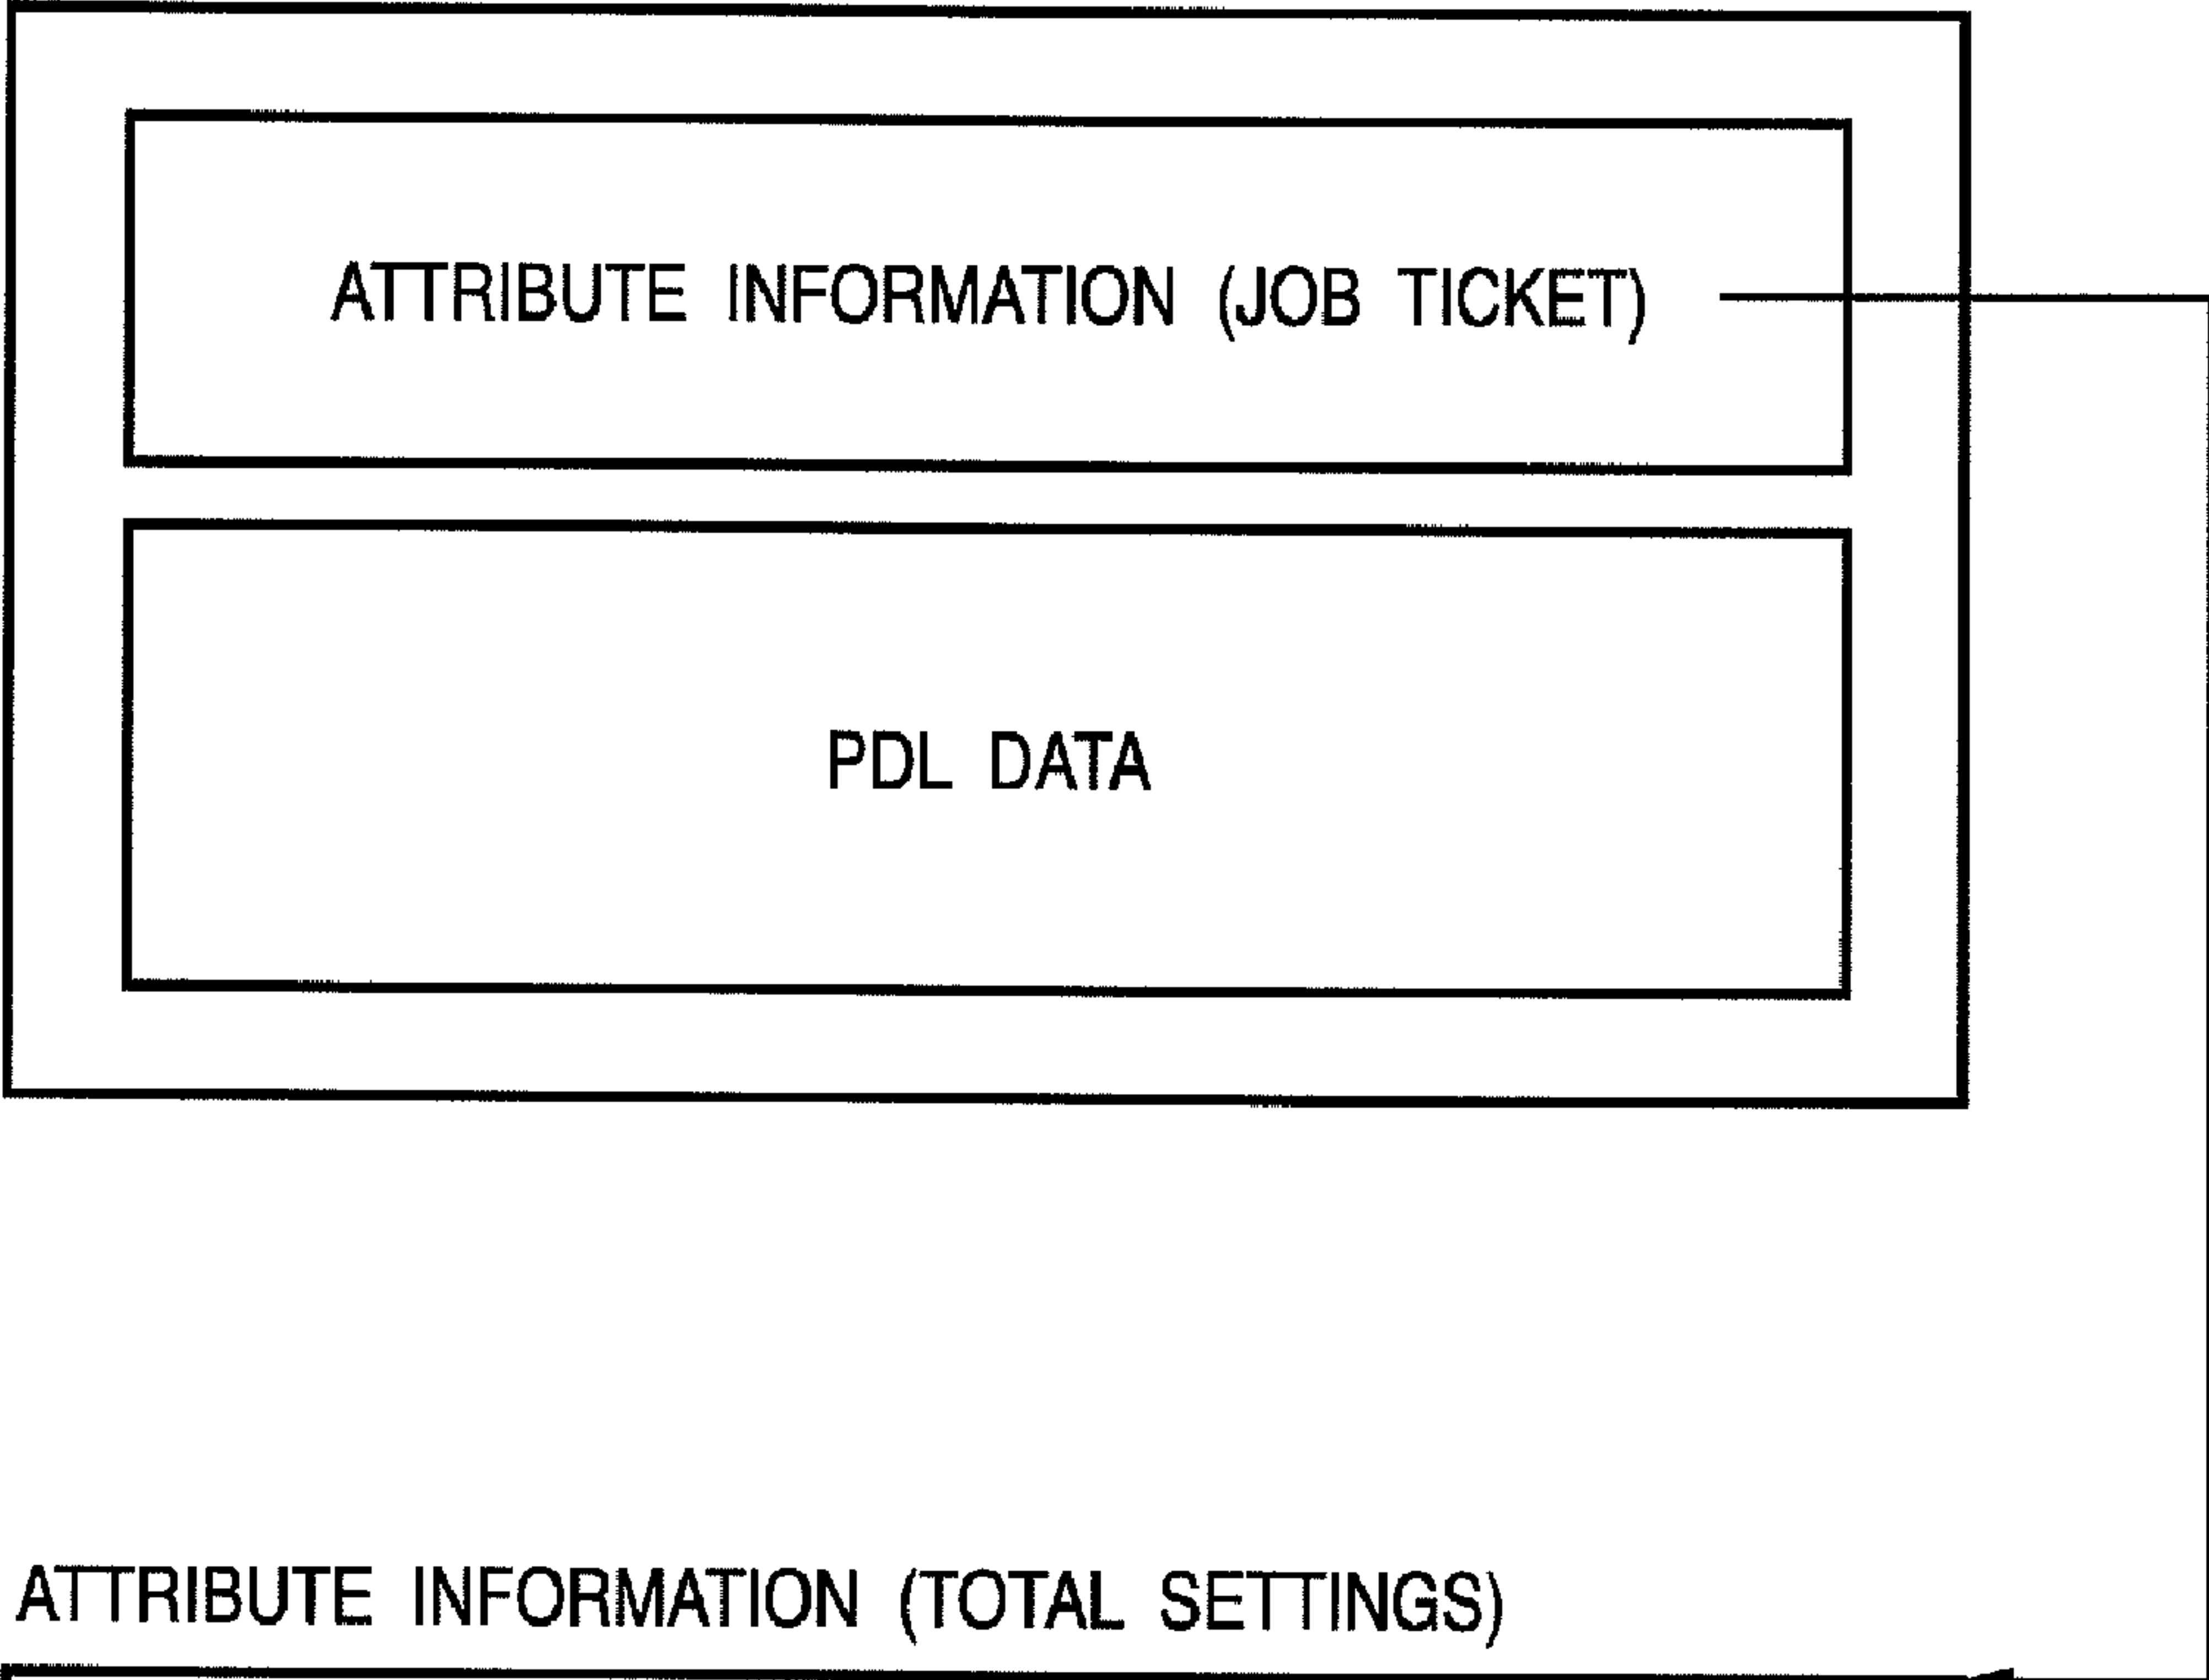 ATTRIBUTE INFORMATION (JOB TICKET)
PDL DATA
ATTRIBUTE INFORMATION (TOTAL SETTINGS)